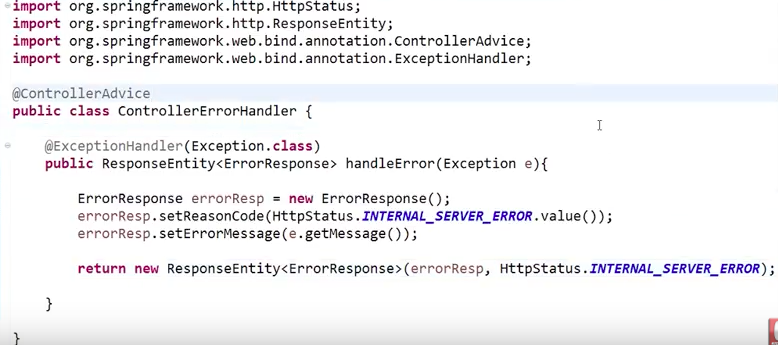 import org.springframework.http.HttpStatus;
import org.springframework.http.ResponseEntity;
import org.springframework.web.bind.annotation.ControllerAdvice;
import org.springframework.web.bind.annotation.ExceptionHandler;
@ControllerAdvice
public class ControllerErrorHandler {
@ExceptionHandler(Exception.class)
public ResponseEntity<ErrorResponse> handleError(Exception e){
ErrorResponse errorResp = new ErrorResponse();
errorResp.setReasonCode(HttpStatus.INTERNAL_SERVER_ERROR.value());
errorResp.setErrorMessage(e.getMessage());
return new ResponseEntity<ErrorResponse>(errorResp, HttpStatus.INTERNAL_SERVER_ERROR);
}
}